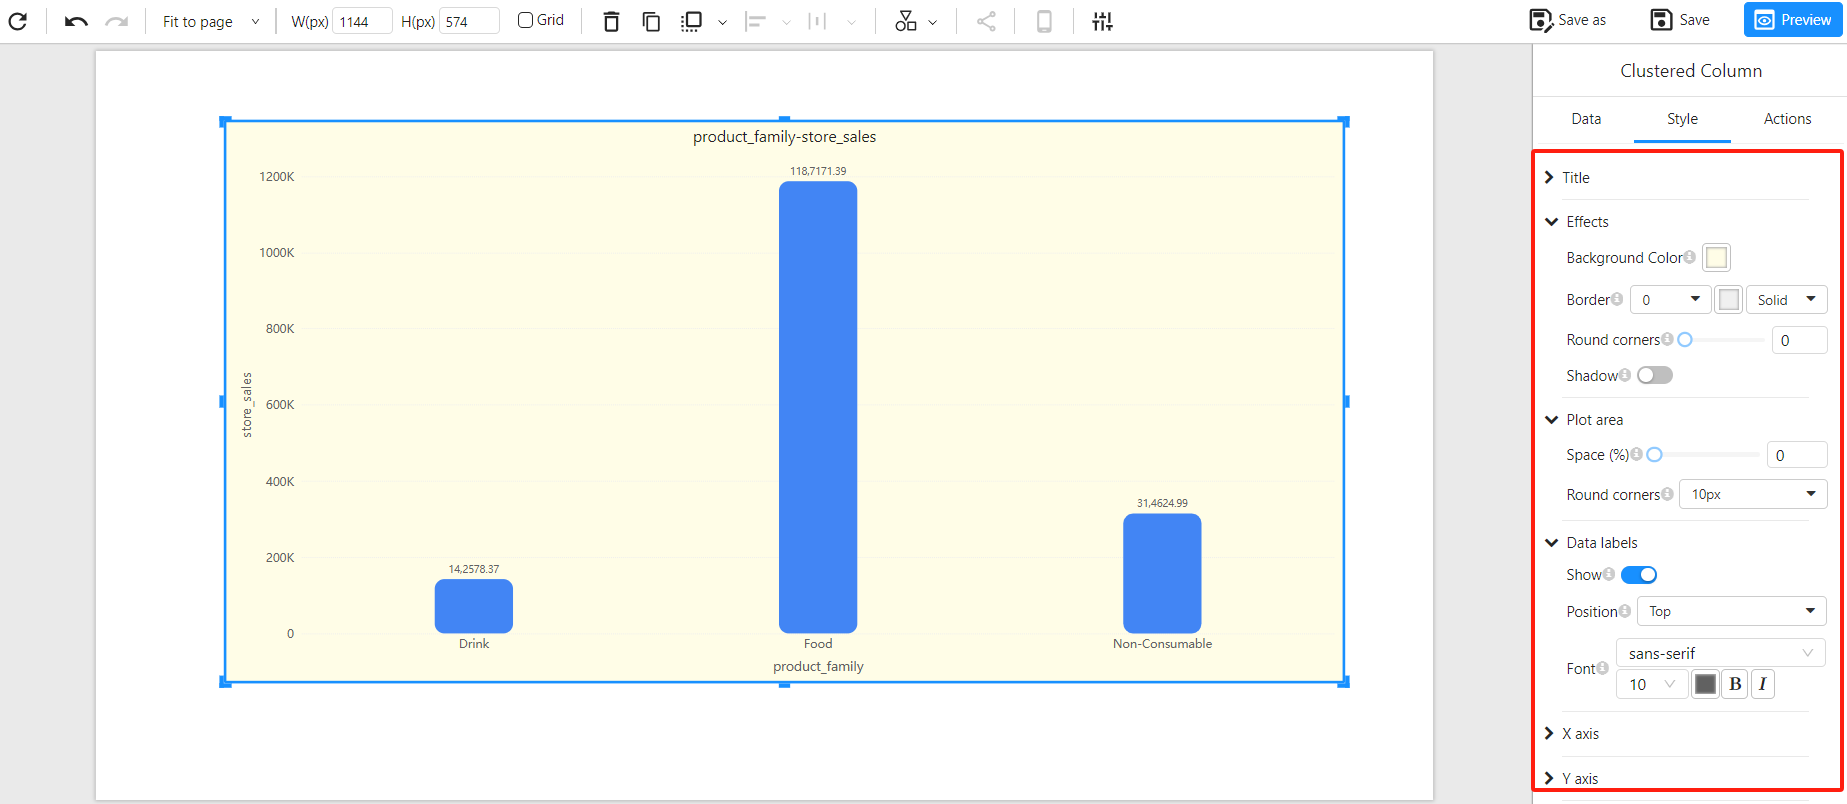 Fit to page W(px) 1144 H(px) 574 Grid Save as Save Preview
Clustered Column
Data Style Actions
product_family-store_sales
1200K
1000K
800K
600K
400K
200K
0
store_sales
118,7171.39
31,4624.99
14,2578.37
Drink Food Non-Consumable
product_family
Title
Effects
Background Color
Border 0 Solid
Round corners 0
Shadow
Plot area
Space (%) 0
Round corners 10px
Data labels
Show
Position Top
Font sans-serif
10 B I
X axis
Y axis